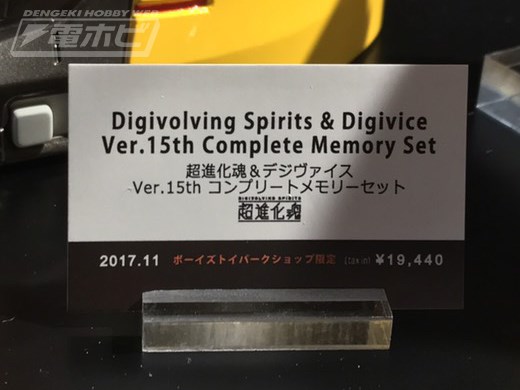 DENGEKI HOBBY WEB
電ホビ
Digivolving Spirits & Digivice
Ver.15th Complete Memory Set
超進化魂&デジヴァイス
Ver.15th コンプリートメモリーセット
DIGIVOLVING SPIRITS
超進化魂
2017.11 ボーイズトイパークショップ限定 (tax in) ¥19,440